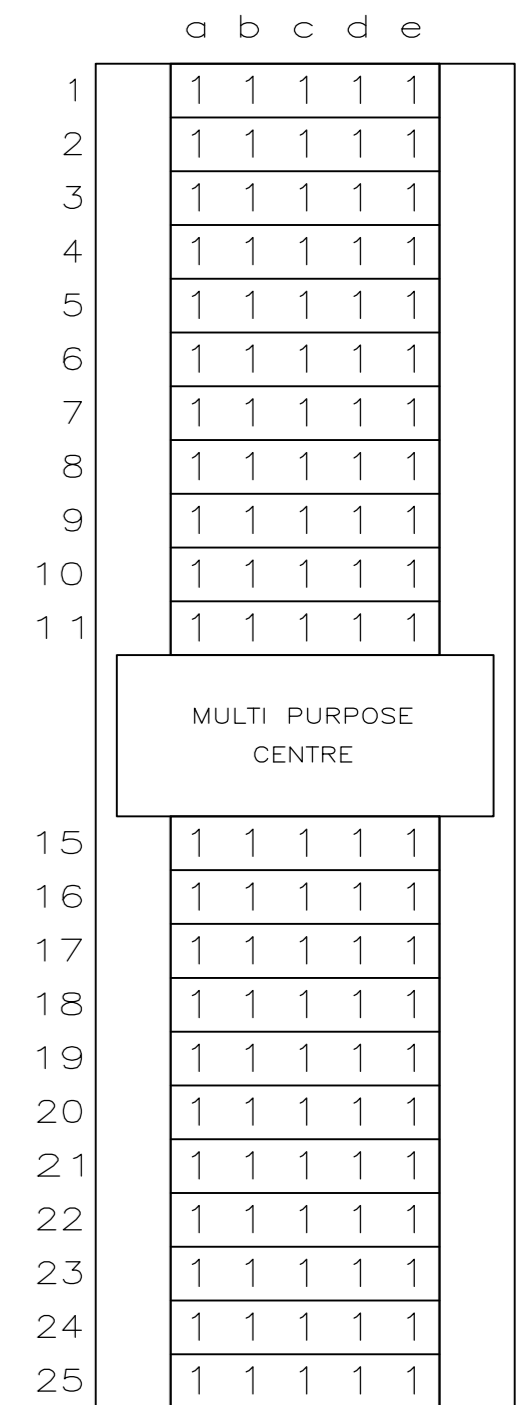 a b c d e
1 1 1 1 1 1
2 1 1 1 1 1
3 1 1 1 1 1
4 1 1 1 1 1
5 1 1 1 1 1
6 1 1 1 1 1
7 1 1 1 1 1
8 1 1 1 1 1
9 1 1 1 1 1
10 1 1 1 1 1
11 1 1 1 1 1
MULTI PURPOSE
CENTRE
15 1 1 1 1 1
16 1 1 1 1 1
17 1 1 1 1 1
18 1 1 1 1 1
19 1 1 1 1 1
20 1 1 1 1 1
21 1 1 1 1 1
22 1 1 1 1 1
23 1 1 1 1 1
24 1 1 1 1 1
25 1 1 1 1 1